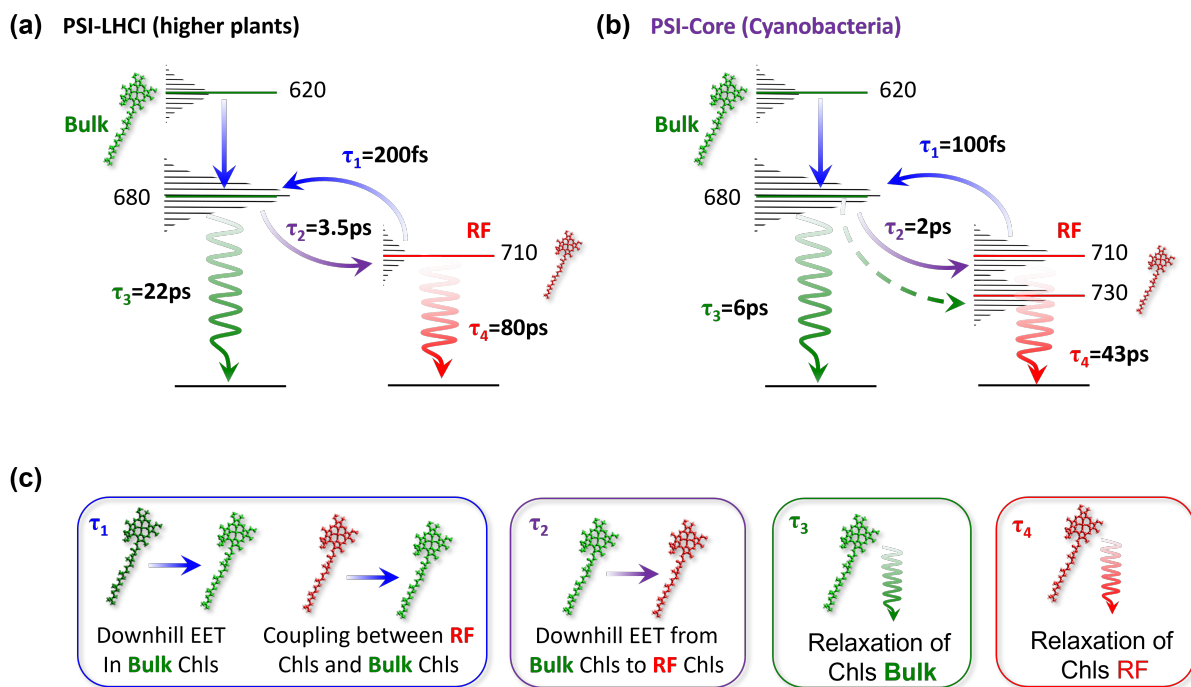 (a) PSI-LHCI (higher plants)
620
Bulk
τ1=200fs
680
τ2=3.5ps
RF
710
τ3=22ps
τ4=80ps
(b) PSI-Core (Cyanobacteria)
620
Bulk
τ1=100fs
680
τ2=2ps
RF
710
730
τ3=6ps
τ4=43ps
(c)
τ1
Downhill EET
In Bulk Chls
Coupling between RF
Chls and Bulk Chls
τ2
Downhill EET from
Bulk Chls to RF Chls
τ3
Relaxation of
Chls Bulk
τ4
Relaxation of
Chls RF